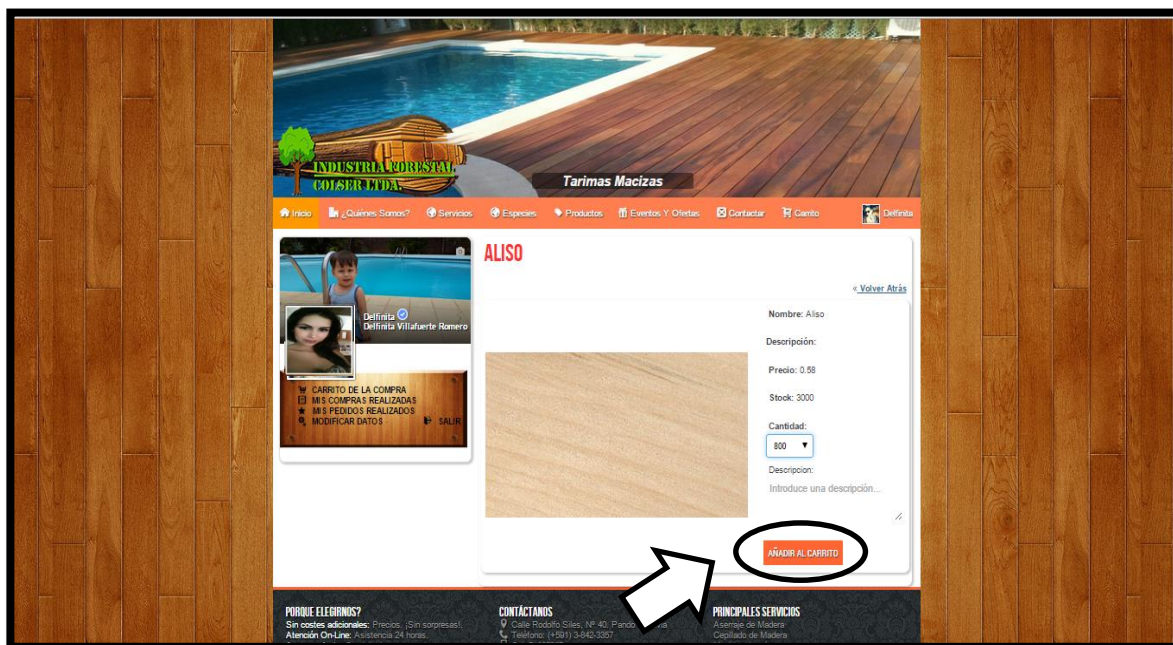 INDUSTRIA FORESTAL
COLSER LTDA.
Tarimas Macizas
Inicio ¿Quiénes Somos? Servicios Especies Productos Eventos Y Ofertas Contactar Carrito Delfinita
Delfinita
Delfinita Villafuerte Romero
CARRITO DE LA COMPRA
MIS COMPRAS REALIZADAS
MIS PEDIDOS REALIZADOS
MODIFICAR DATOS SALIR
ALISO
« Volver Atrás
Nombre: Aliso
Descripción:
Precio: 0.58
Stock: 3000
Cantidad:
800
Descripcion:
Introduce una descripción...
AÑADIR AL CARRITO
PORQUE ELEGIRNOS?
Sin costes adicionales: Precios. ¡Sin sorpresas!.
Atención On-Line: Asistencia 24 horas.
CONTÁCTANOS
Calle Rodolfo Siles, Nº 40. Pando
Teléfono: (+591) 3-842-3357
PRINCIPALES SERVICIOS
Aserraje de Madera
Cepillado de Madera